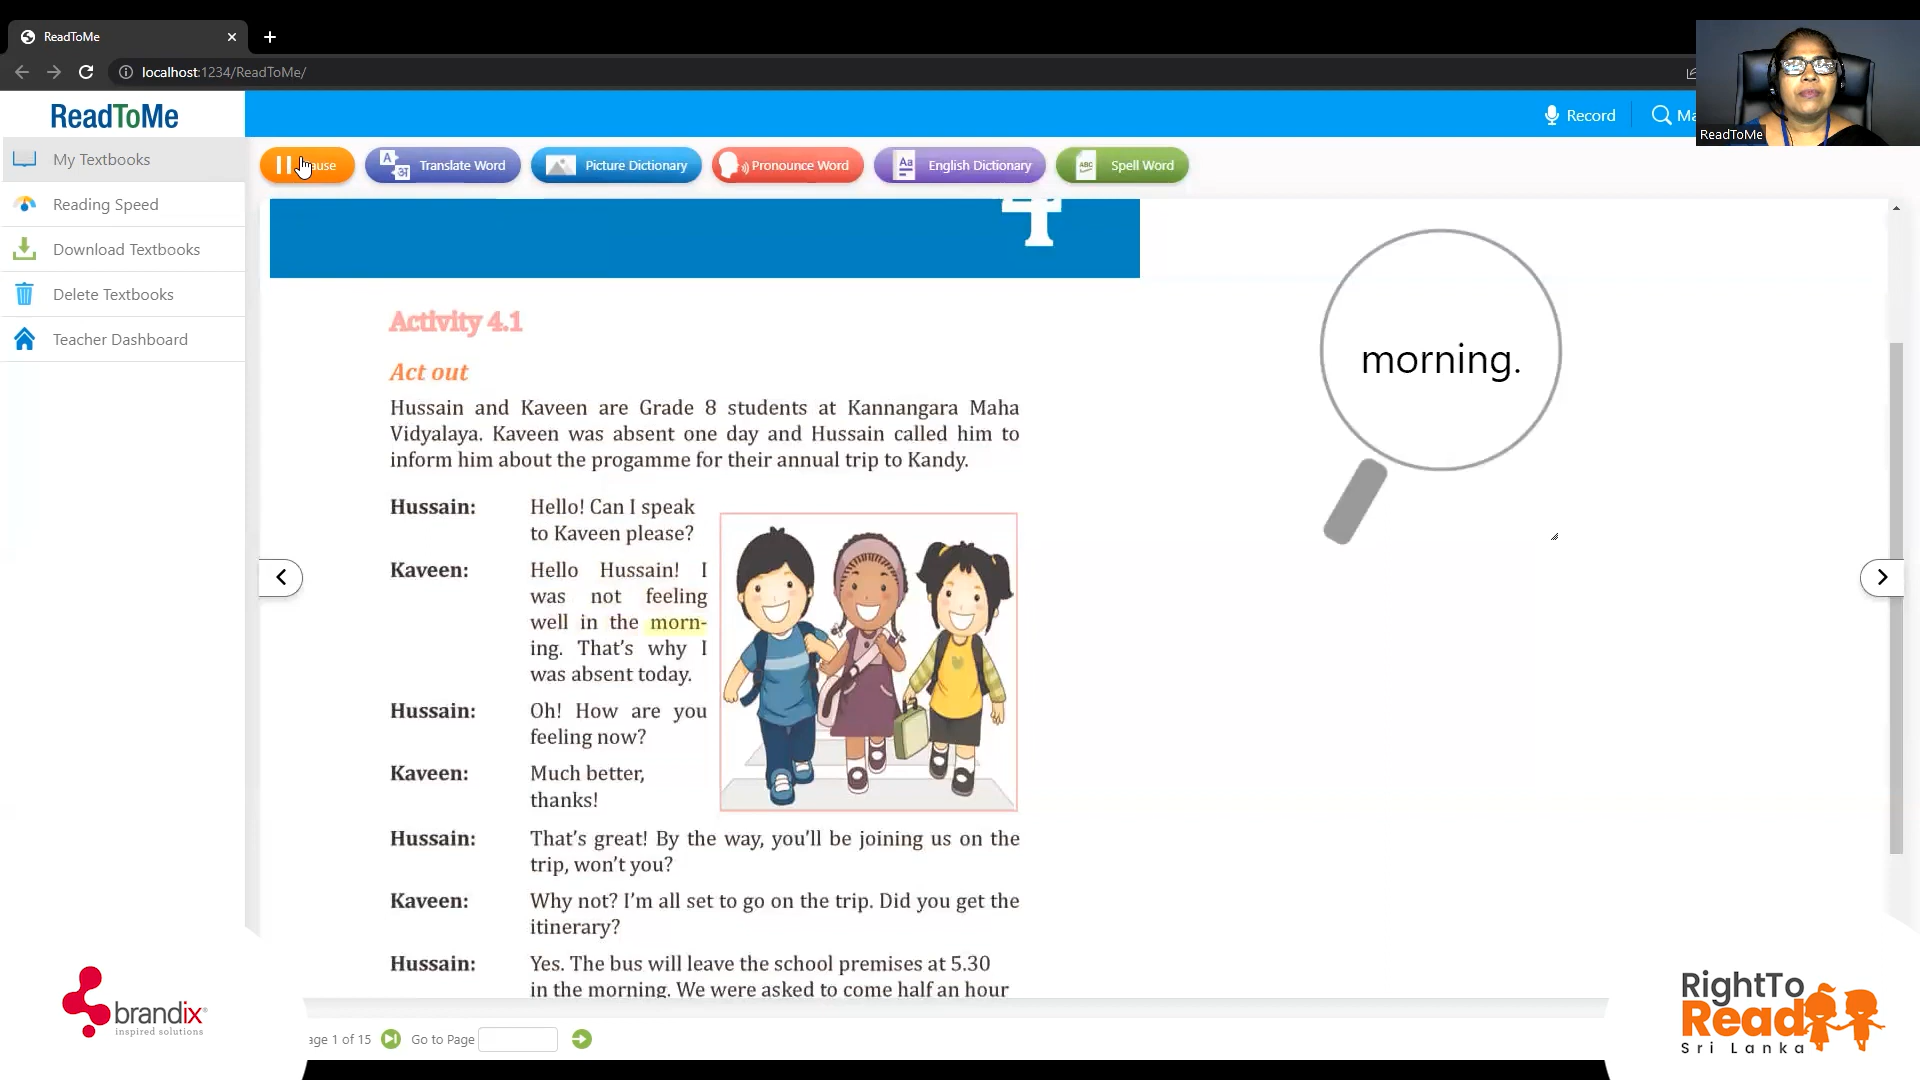 ReadToMe
localhost:1234/ReadToMe/
ReadToMe
Record
ReadToMe
My Textbooks
Reading Speed
Download Textbooks
Delete Textbooks
Teacher Dashboard
Translate Word
Picture Dictionary
Pronounce Word
English Dictionary
Spell Word
4
Activity 4.1
Act out
Hussain and Kaveen are Grade 8 students at Kannangara Maha
Vidyalaya. Kaveen was absent one day and Hussain called him to
inform him about the progamme for their annual trip to Kandy.
Hussain: Hello! Can I speak
to Kaveen please?
Kaveen: Hello Hussain! I
was not feeling
well in the morn-
ing. That's why I
was absent today.
Hussain: Oh! How are you
feeling now?
Kaveen: Much better,
thanks!
Hussain: That's great! By the way, you'll be joining us on the
trip, won't you?
Kaveen: Why not? I'm all set to go on the trip. Did you get the
itinerary?
Hussain: Yes. The bus will leave the school premises at 5.30
in the morning. We were asked to come half an hour
morning.
age 1 of 15
Go to Page
brandix
inspired solutions
RightTo
Read
Sri Lanka